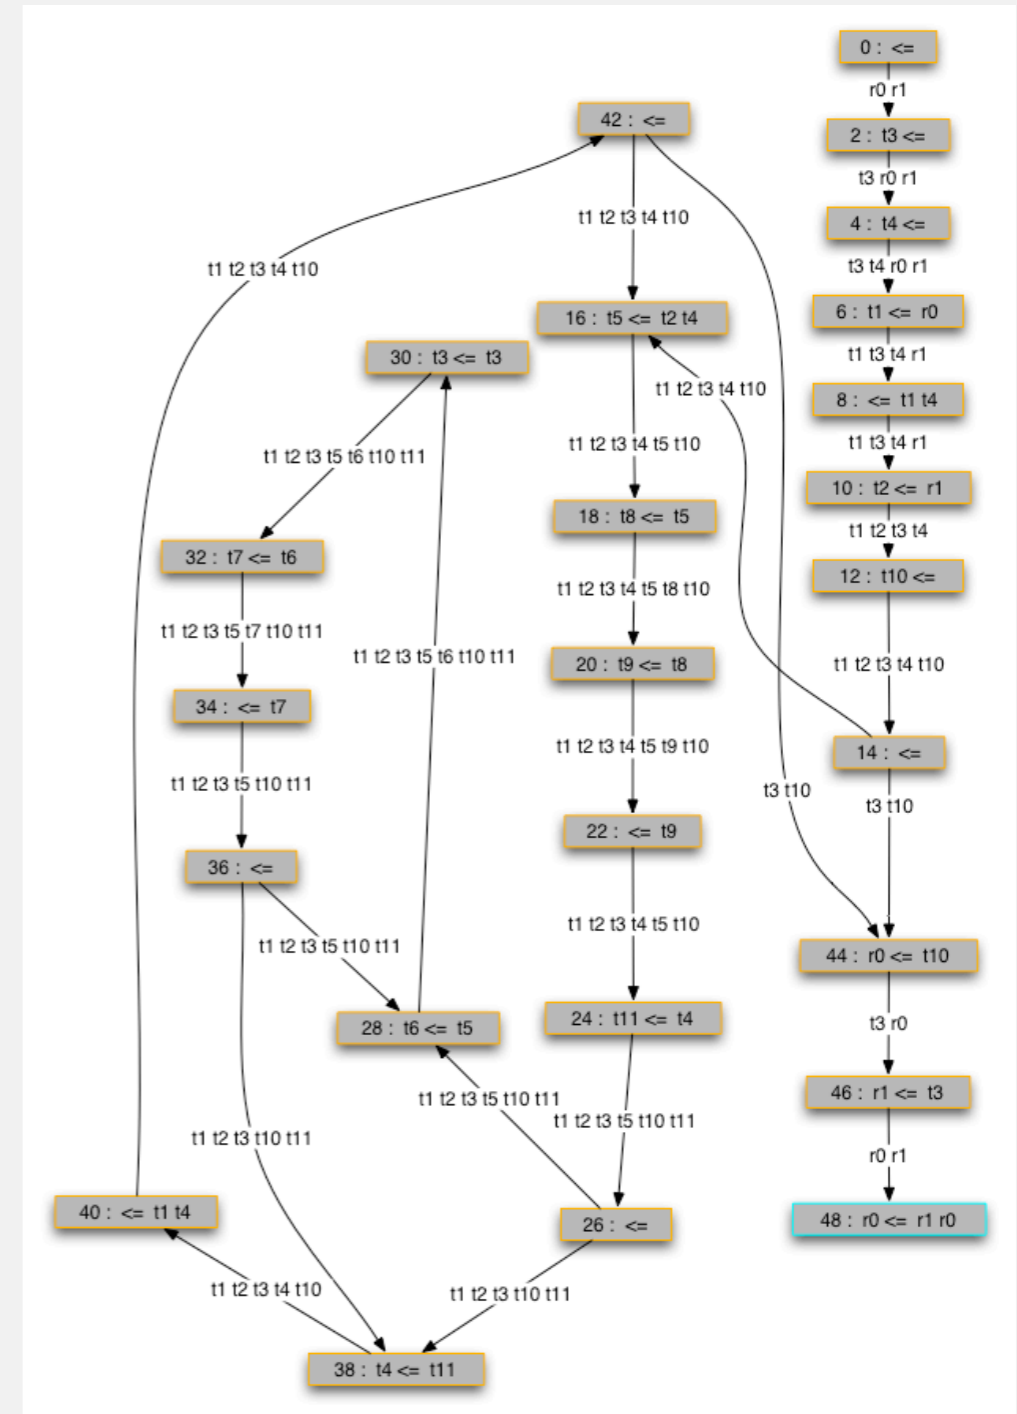 0 : <=
r0 r1
42 : <=
2 : t3 <=
t3 r0 r1
t1 t2 t3 t4 t10
4 : t4 <=
t1 t2 t3 t4 t10
t3 t4 r0 r1
16 : t5 <= t2 t4
6 : t1 <= r0
30 : t3 <= t3
t1 t3 t4 r1
t1 t2 t3 t4 t10
8 : <= t1 t4
t1 t2 t3 t5 t6 t10 t11
t1 t2 t3 t4 t5 t10
t1 t3 t4 r1
10 : t2 <= r1
18 : t8 <= t5
t1 t2 t3 t4
32 : t7 <= t6
12 : t10 <=
t1 t2 t3 t4 t5 t8 t10
t1 t2 t3 t5 t7 t10 t11
t1 t2 t3 t5 t6 t10 t11
20 : t9 <= t8
t1 t2 t3 t4 t10
34 : <= t7
t1 t2 t3 t4 t5 t9 t10
14 : <=
t1 t2 t3 t5 t10 t11
t3 t10
t3 t10
22 : <= t9
36 : <=
t1 t2 t3 t4 t5 t10
t1 t2 t3 t5 t10 t11
44 : r0 <= t10
24 : t11 <= t4
28 : t6 <= t5
t3 r0
46 : r1 <= t3
t1 t2 t3 t5 t10 t11
t1 t2 t3 t5 t10 t11
t1 t2 t3 t10 t11
r0 r1
40 : <= t1 t4
26 : <=
48 : r0 <= r1 r0
t1 t2 t3 t4 t10
t1 t2 t3 t10 t11
38 : t4 <= t11